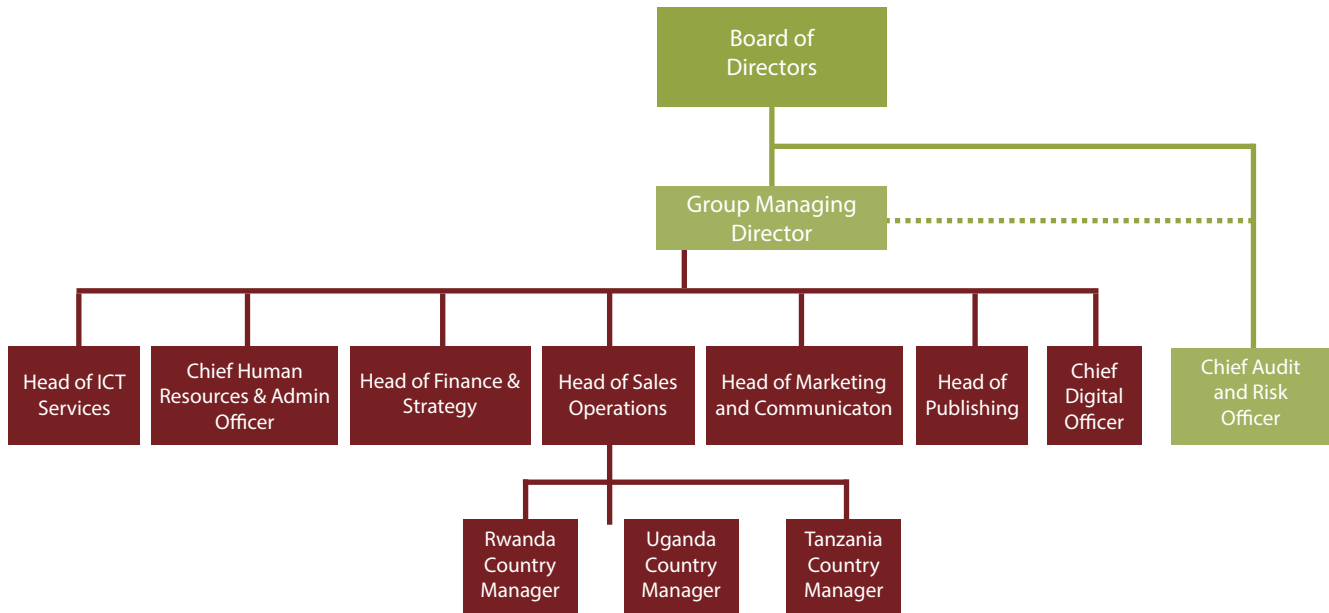 Board of
Directors
Group Managing
Director
Head of ICT
Services
Chief Human
Resources & Admin
Officer
Head of Finance &
Strategy
Head of Sales
Operations
Head of Marketing
and Communicaton
Head of
Publishing
Chief
Digital
Officer
Chief Audit
and Risk
Officer
Rwanda
Country
Manager
Uganda
Country
Manager
Tanzania
Country
Manager